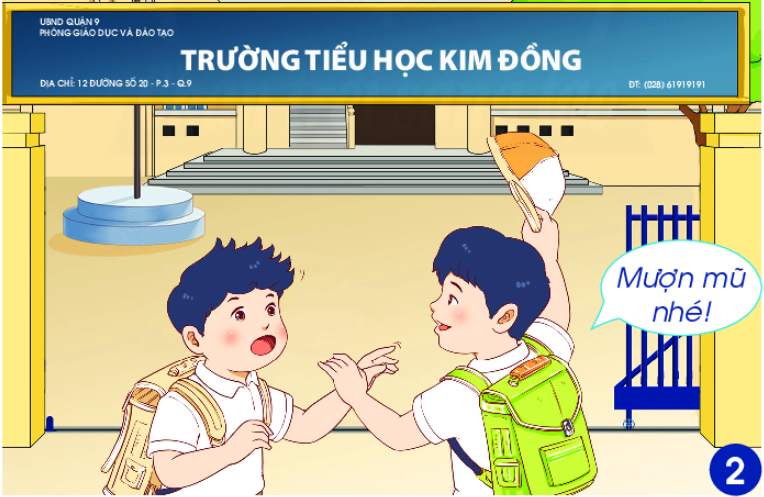 UBND QUẬN 9
PHÒNG GIÁO DỤC VÀ ĐÀO TẠO
TRƯỜNG TIỂU HỌC KIM ĐỒNG
ĐỊA CHỈ: 12 ĐƯỜNG SỐ 20 - P.3 - Q.9
ĐT: (028) 61919191
Mượn mũ
nhé!
2